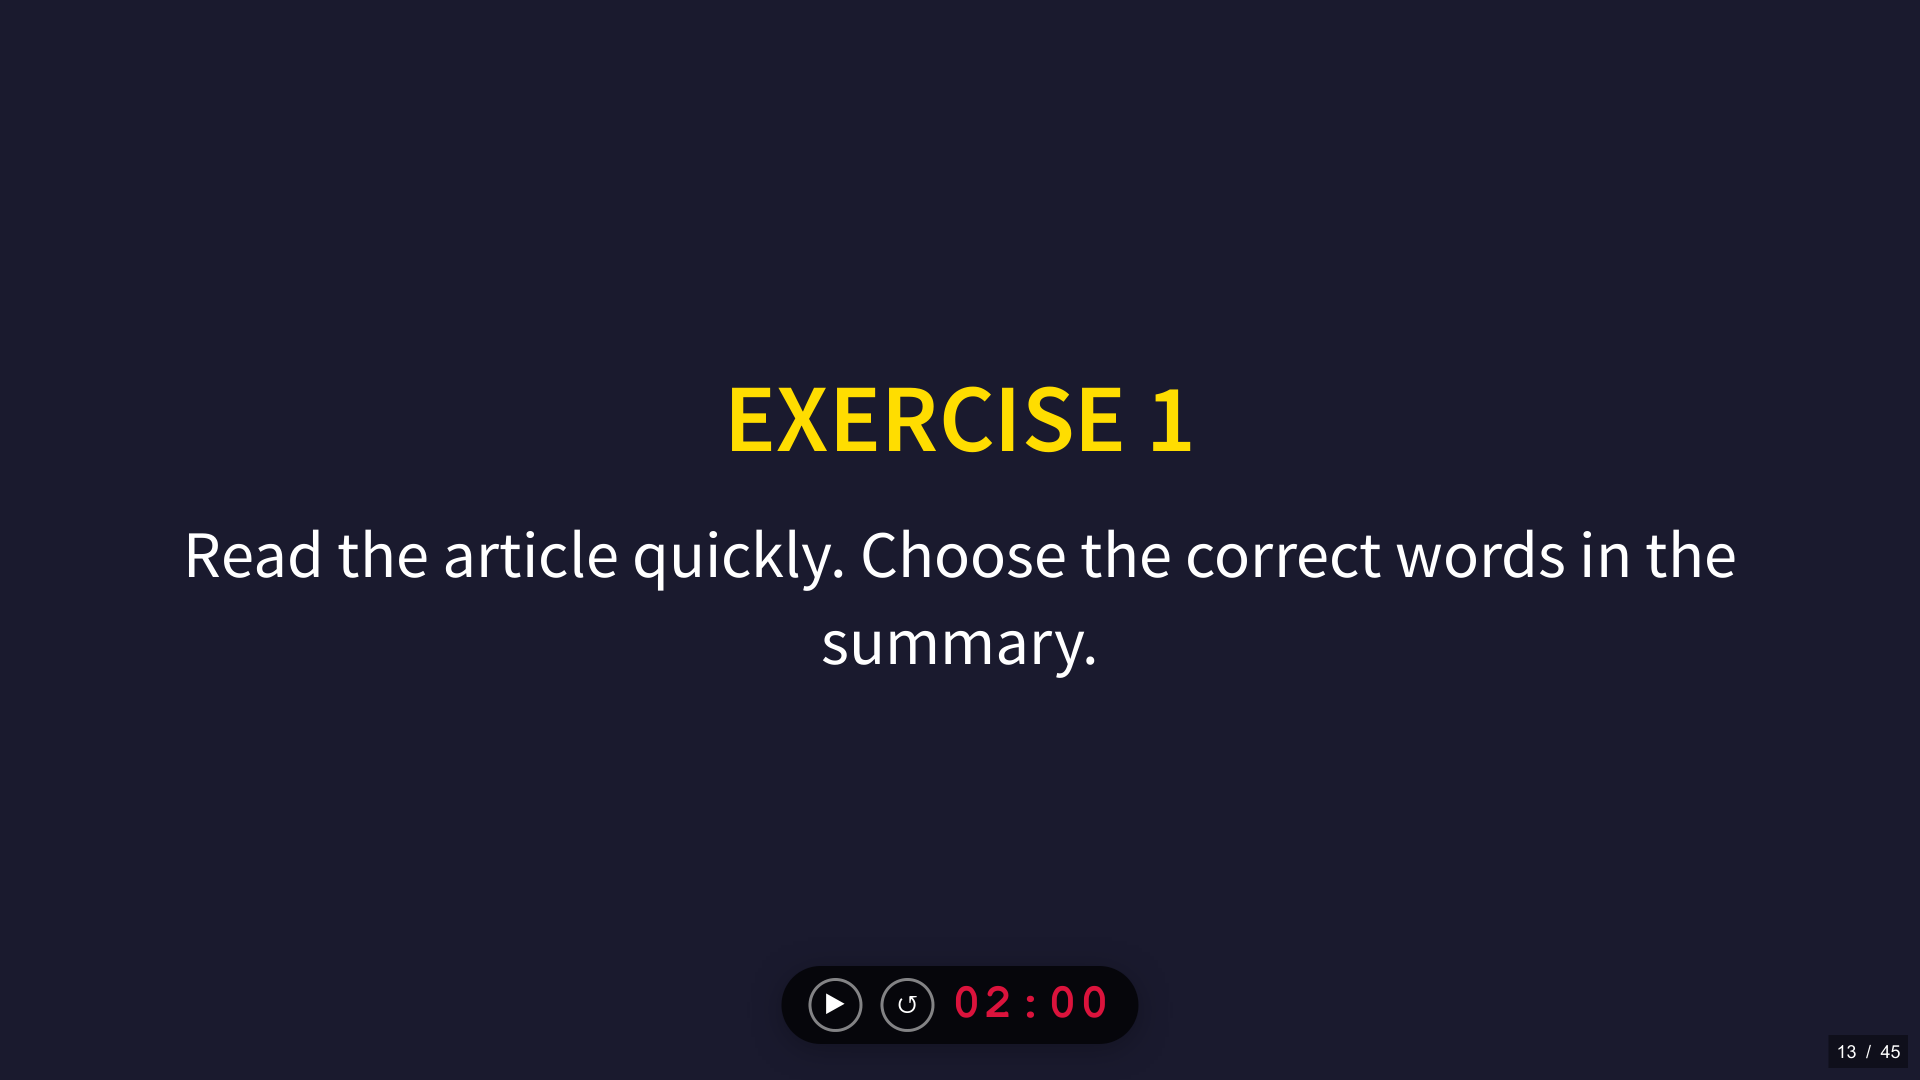 EXERCISE 1
Read the article quickly. Choose the correct words in the
summary.
02:00
13 / 45